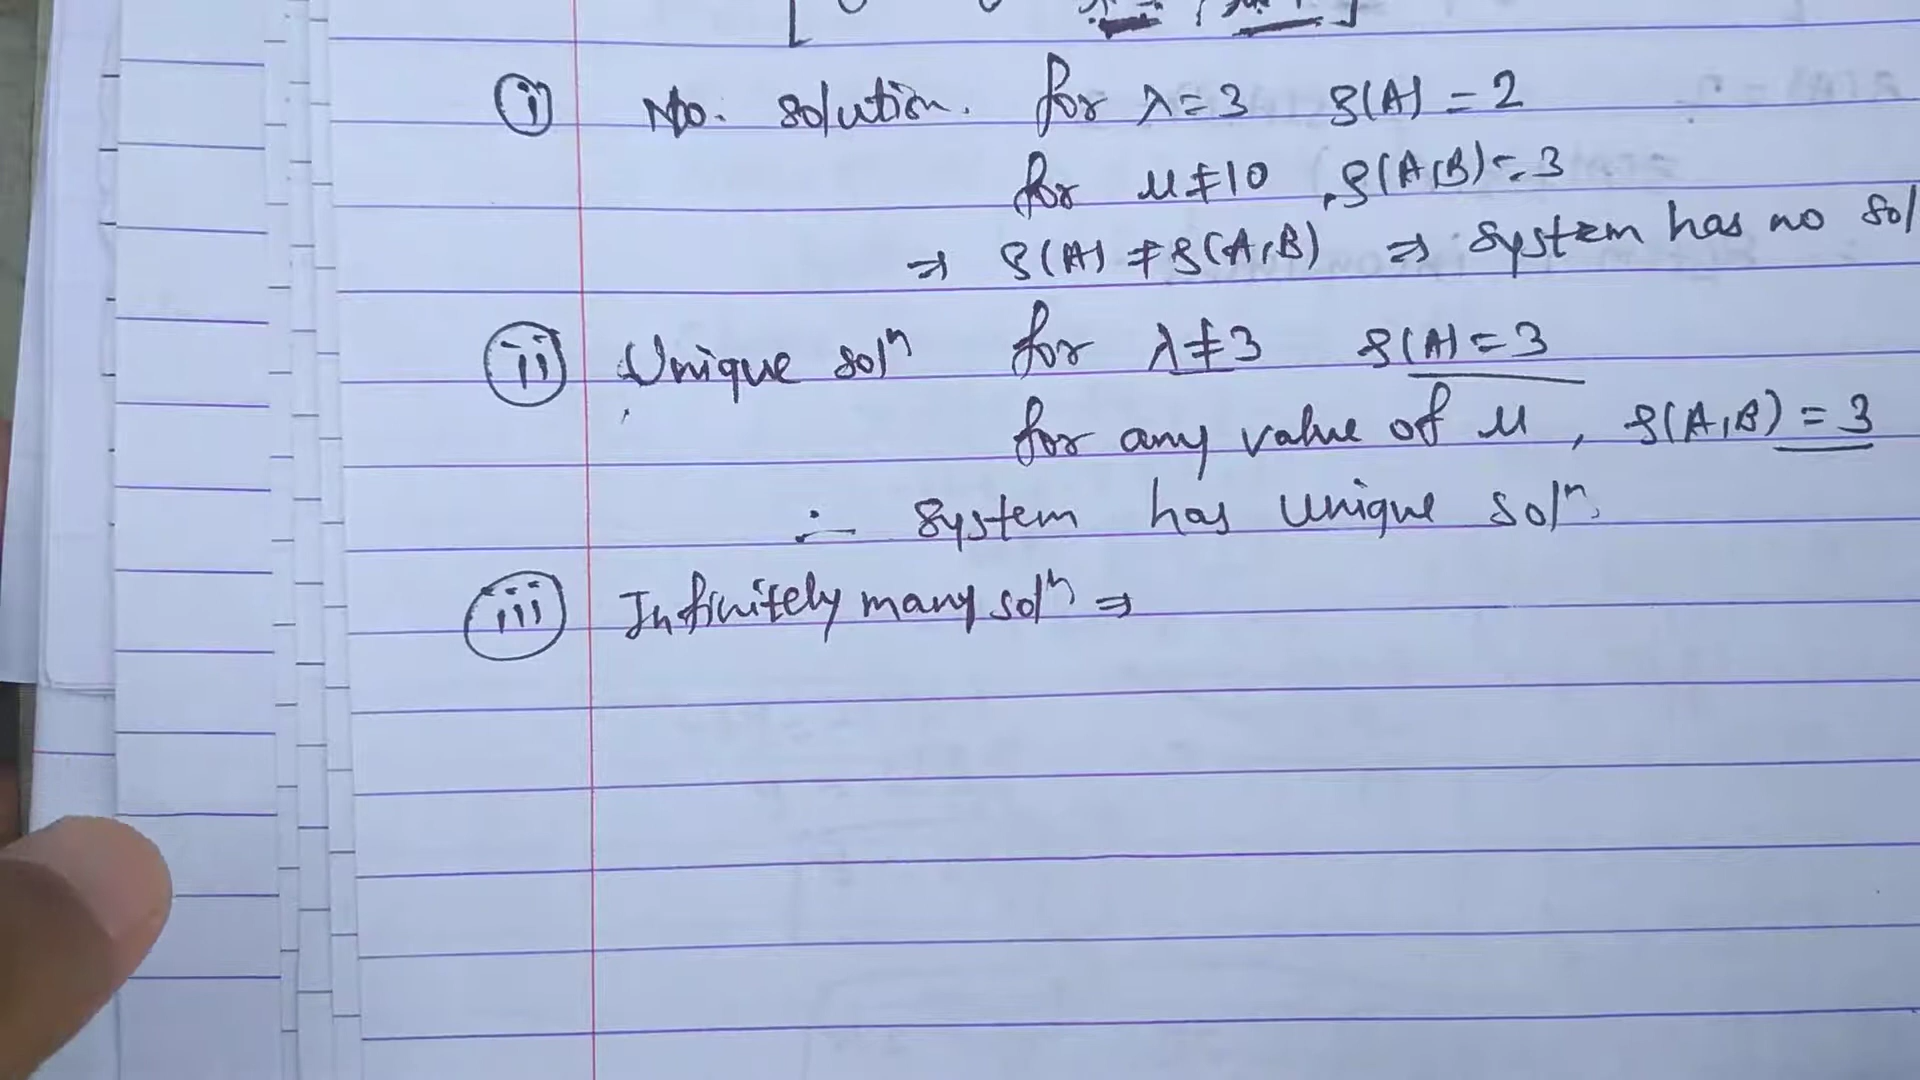 (i) No. solution. for λ=3 ρ(A) = 2
for μ≠10, ρ(A,B) = 3
⇒ ρ(A) ≠ ρ(A,B) ⇒ system has no sol
(ii) Unique solⁿ for λ≠3 ρ(A) = 3
for any value of μ, ρ(A,B) = 3
∴ system has unique solⁿ.
(iii) Infinitely many solⁿ ⇒